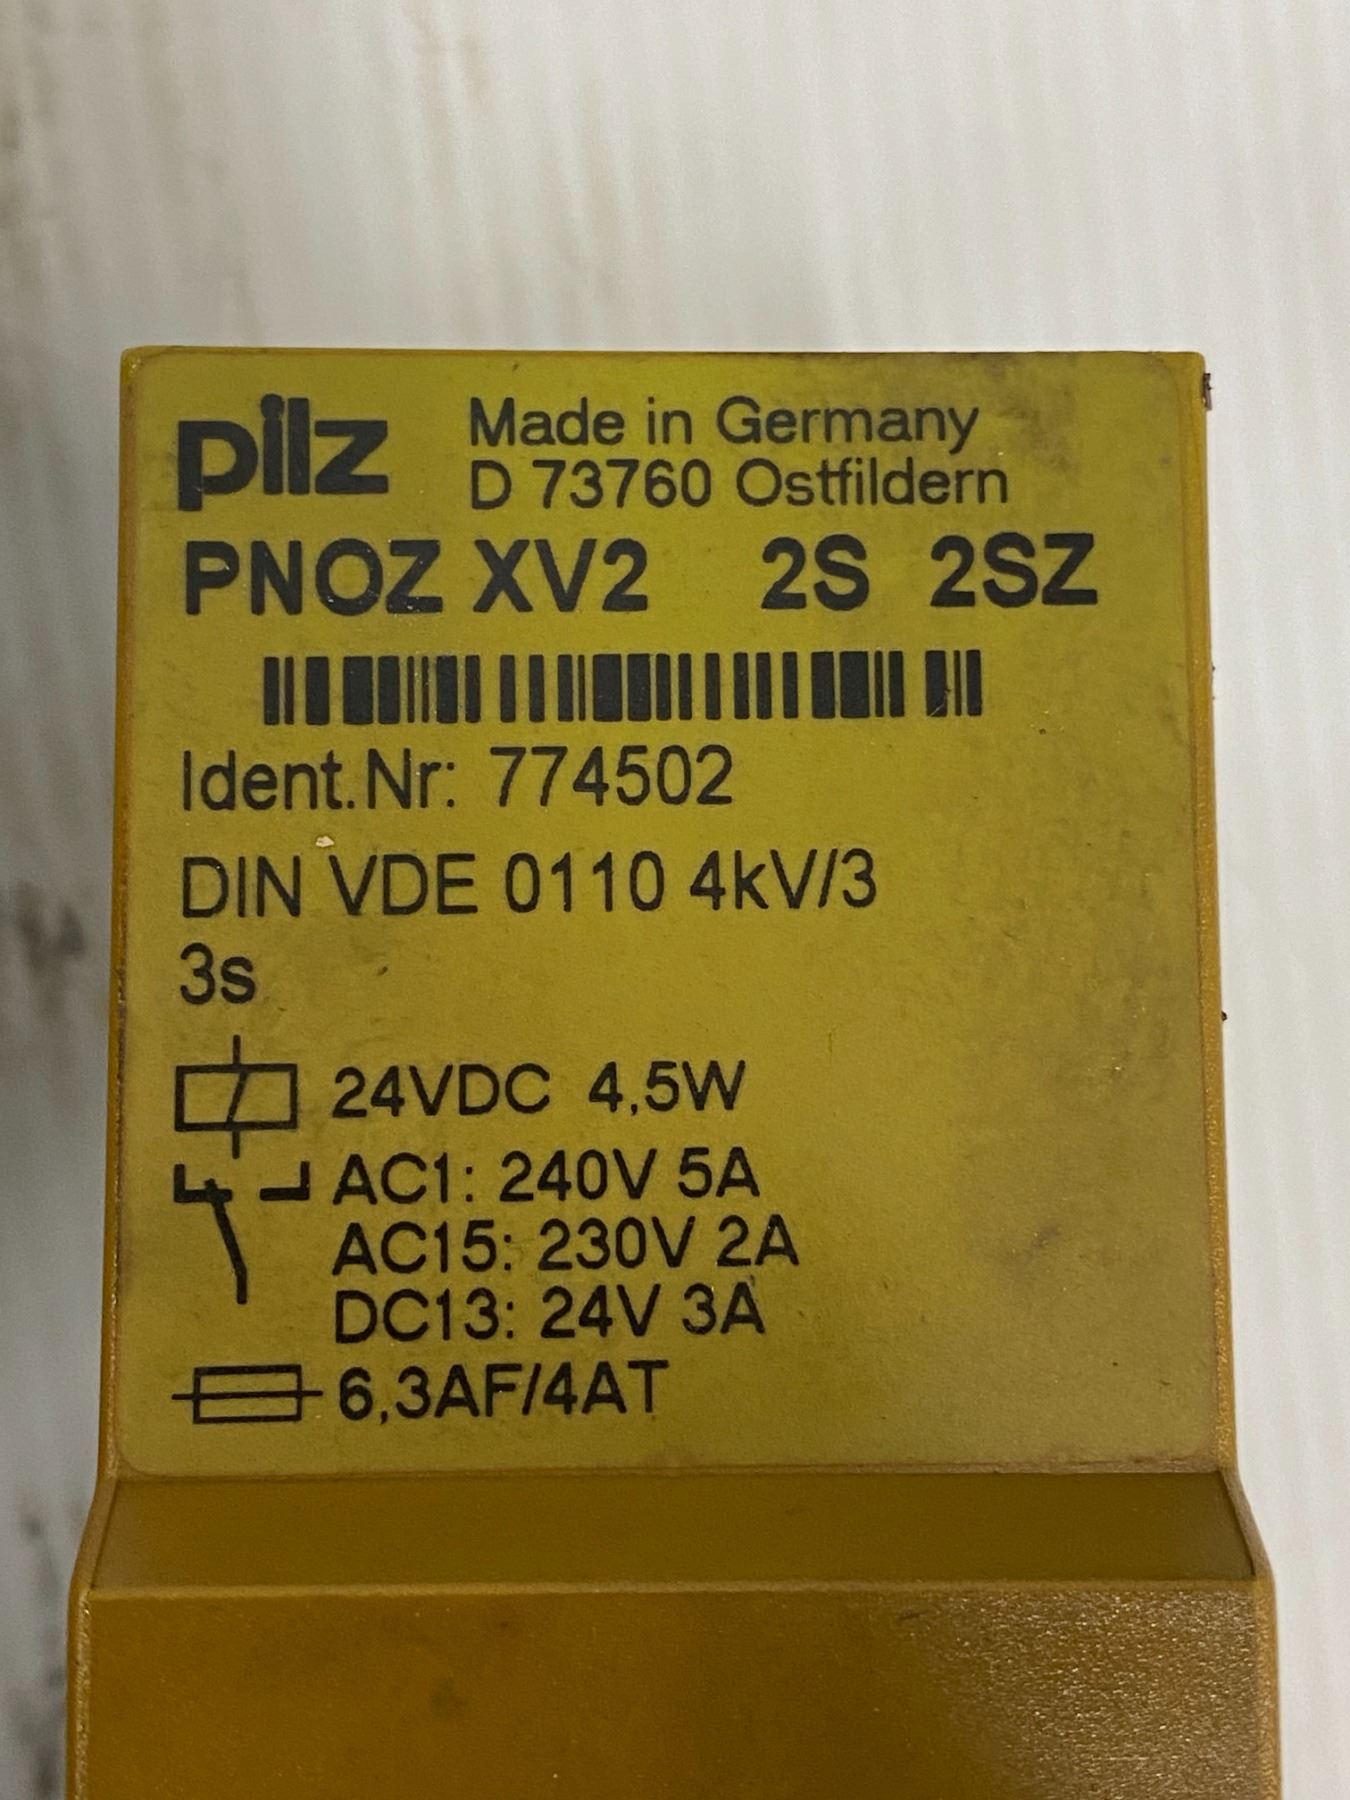 pilz
Made in Germany
D 73760 Ostfildern
PNOZ XV2 2S 2SZ
Ident.Nr: 774502
DIN VDE 0110 4kV/3
3s
24VDC 4,5W
AC1: 240V 5A
AC15: 230V 2A
DC13: 24V 3A
6,3AF/4AT